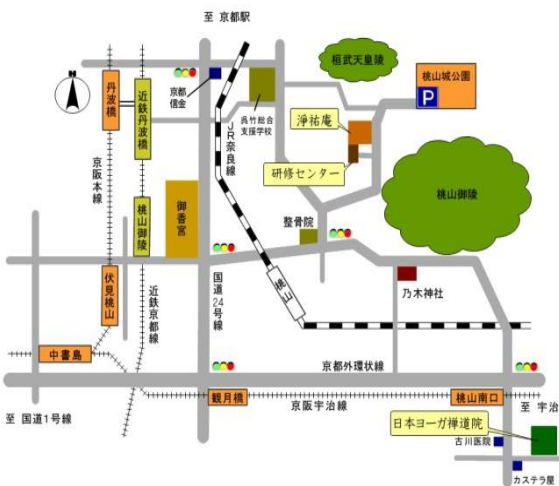 至 京都駅
桓武天皇陵
桃山城公園
P
京都
信金
呉竹総合
支援学校
丹波橋
近鉄丹波橋
JR奈良線
浄祐庵
研修センター
京阪本線
桃山御陵
御香宮
桃山御陵
整骨院
伏見桃山
近鉄京都線
国道24号線
桃山
乃木神社
中書島
京都外環状線
観月橋
京阪宇治線
桃山南口
至 国道1号線
至 宇治
日本ヨーガ禅道院
古川医院
カステラ屋